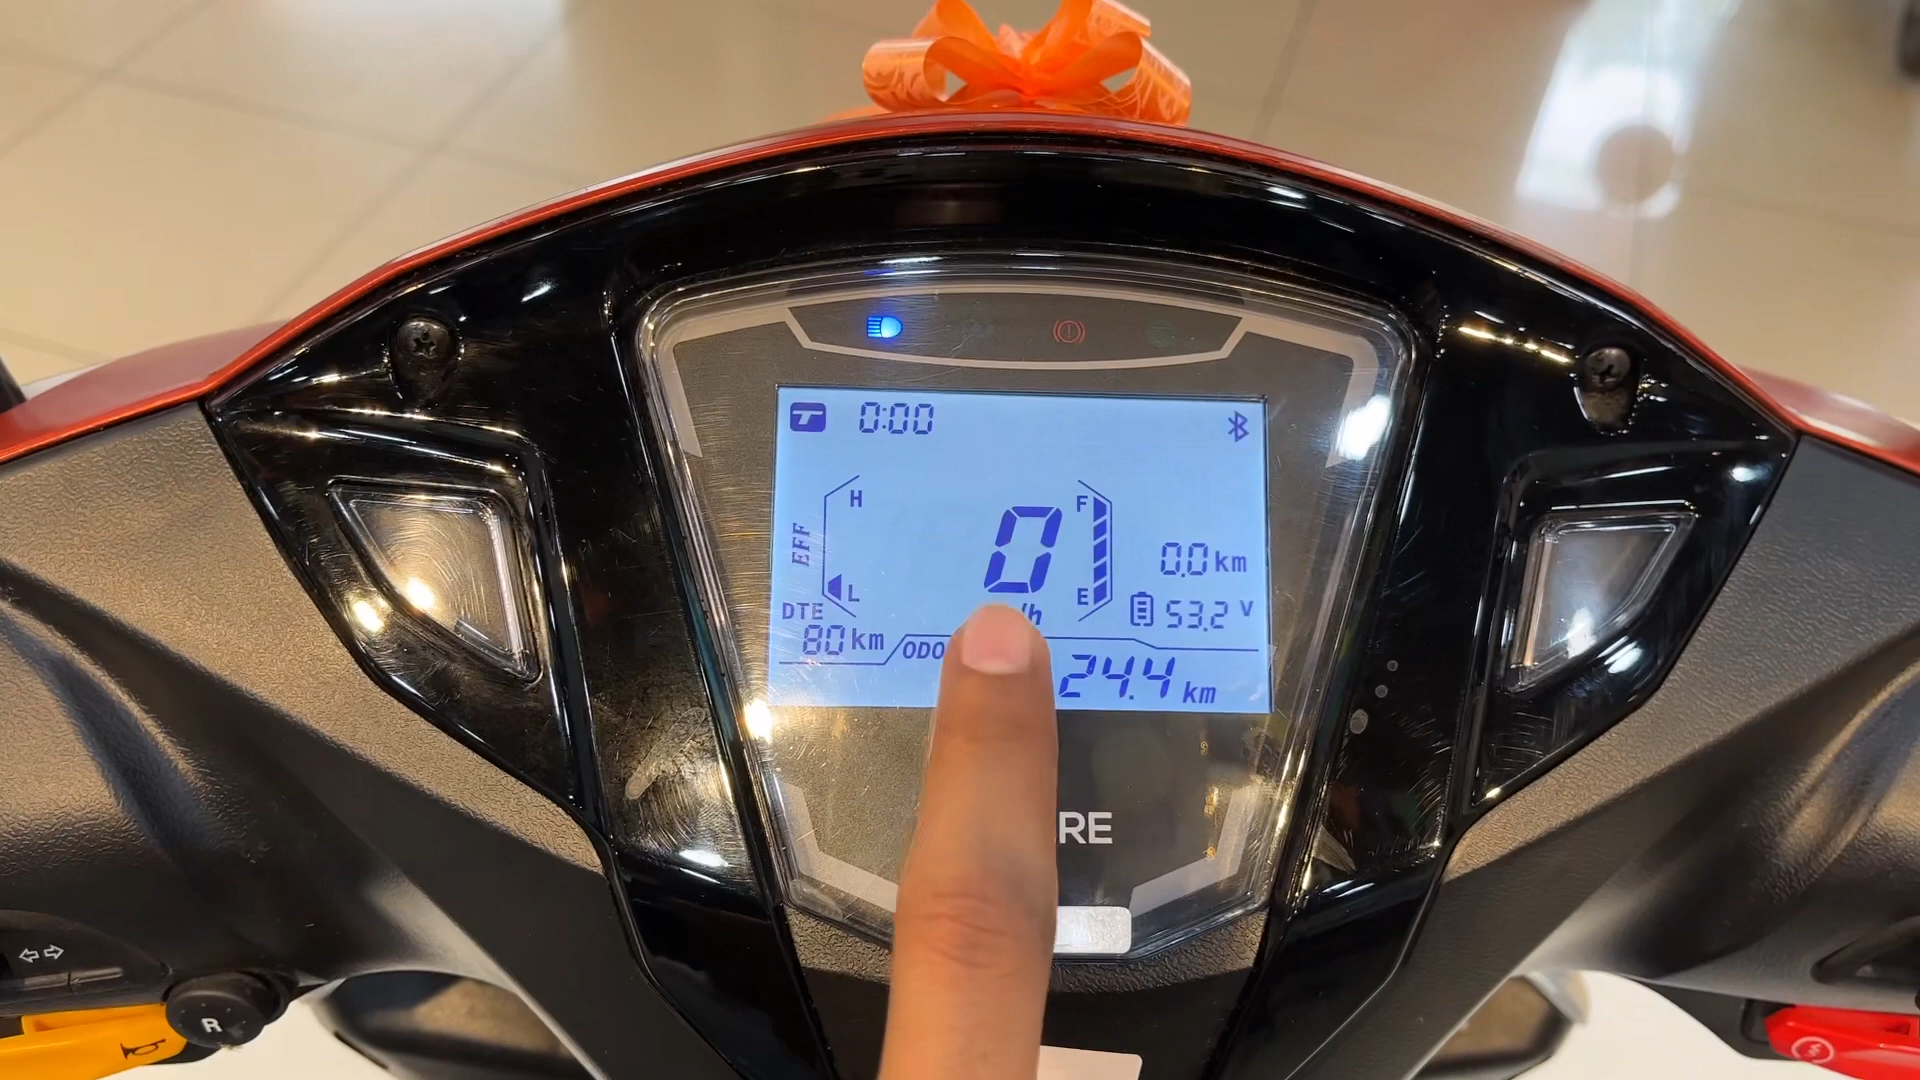 0:00
H
EFF
L
DTE
80 km
0
/h
F
E
0.0 km
53.2 V
ODO
24.4 km
RE
R